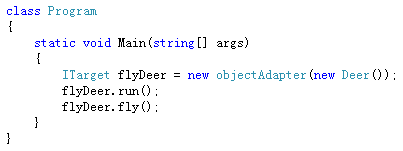 class Program
{
    static void Main(string[] args)
    {
        ITarget flyDeer = new objectAdapter(new Deer());
        flyDeer.run();
        flyDeer.fly();
    }
}